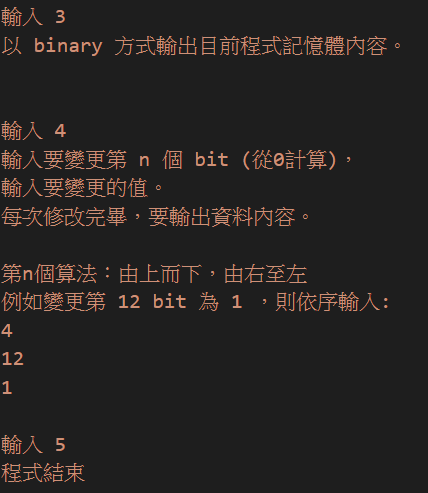 輸入 3
以 binary 方式輸出目前程式記憶體內容。
輸入 4
輸入要變更第 n 個 bit (從0計算)，
輸入要變更的值。
每次修改完畢，要輸出資料內容。
第n個算法：由上而下，由右至左
例如變更第 12 bit 為 1 ，則依序輸入:
4
12
1
輸入 5
程式結束